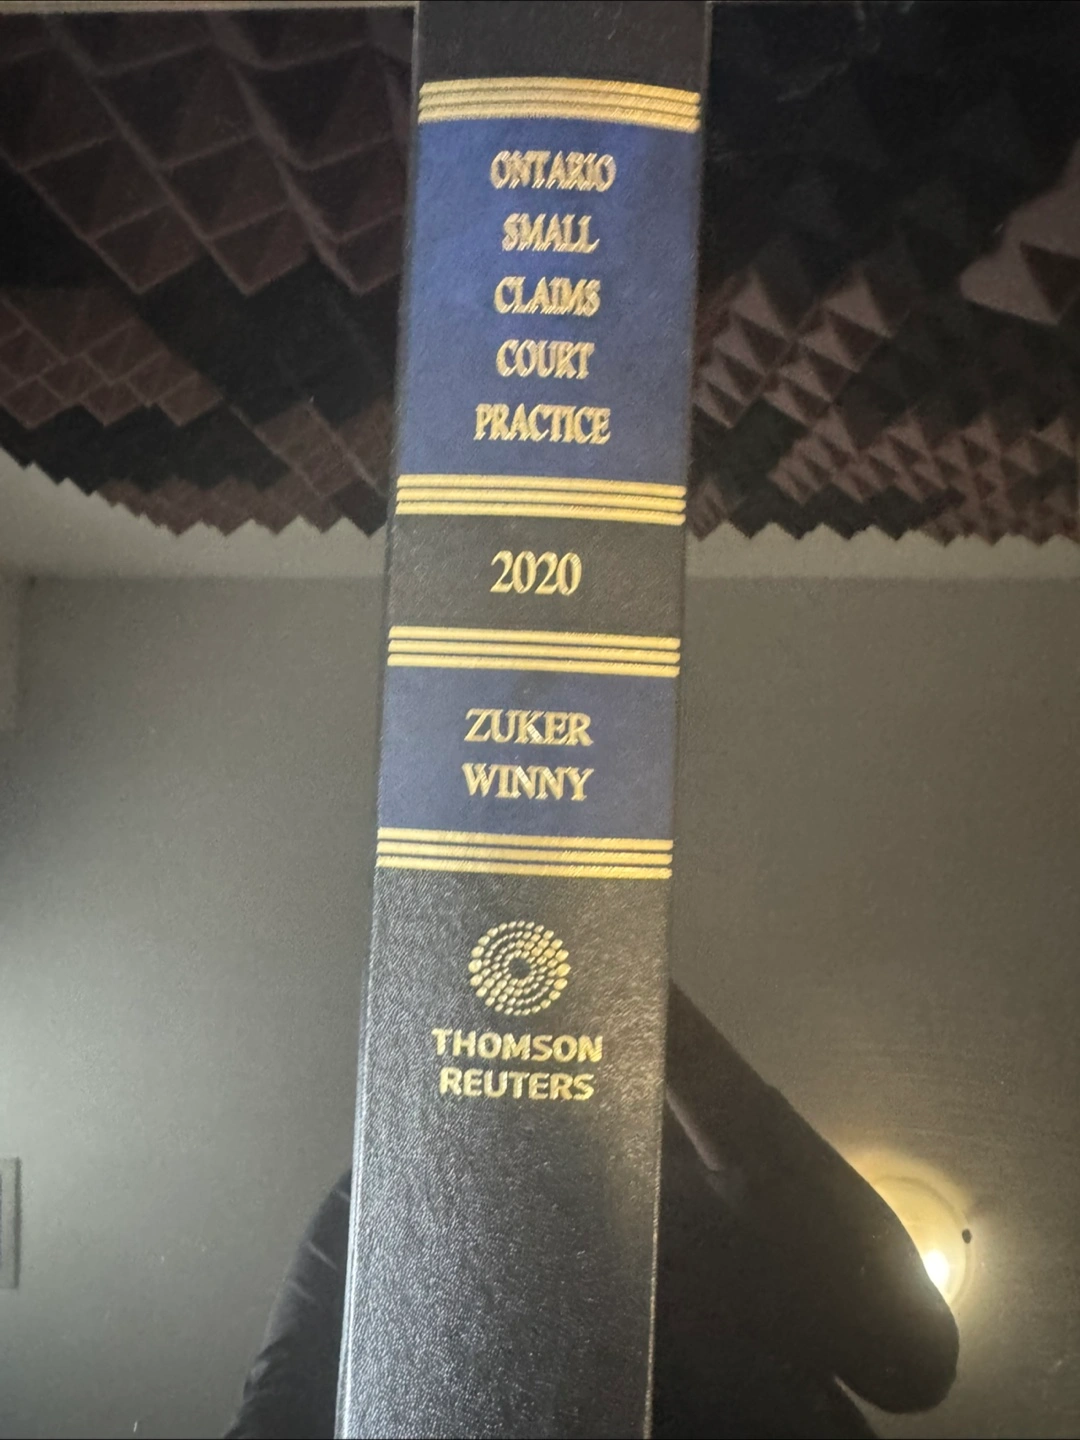 ONTARIO
SMALL
CLAIMS
COURT
PRACTICE
2020
ZUKER
WINNY
THOMSON
REUTERS